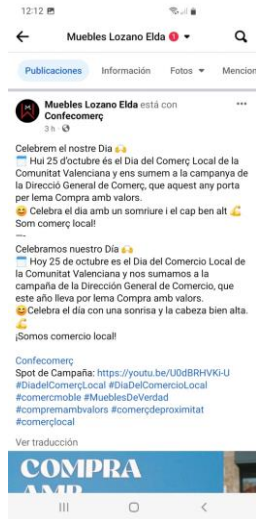 12:12
Muebles Lozano Elda 1
Publicaciones Información Fotos Mencion
Muebles Lozano Elda está con
Confecomerç
3 h
Celebrem el nostre Dia 🙌
🗓️ Hui 25 d'octubre és el Dia del Comerç Local de la
Comunitat Valenciana y ens sumem a la campanya de
la Direcció General de Comerç, que aquest any porta
per lema Compra amb valors.
😆 Celebra el dia amb un somriure i el cap ben alt 💪
Som comerç local!
---
Celebramos nuestro Día 🙌
🗓️ Hoy 25 de octubre es el Dia del Comercio Local de
la Comunitat Valenciana y nos sumamos a la
campaña de la Dirección General de Comercio, que
este año lleva por lema Compra amb valors.
😆Celebra el día con una sonrisa y la cabeza bien alta.
💪
¡Somos comercio local!
Confecomerç
Spot de Campaña: https://youtu.be/U0dBRHVKi-U
#DiadelComerçLocal #DiaDelComercioLocal
#comercmoble #MueblesDeVerdad
#compremambvalors #comerçdeproximitat
#comerçlocal
Ver traducción
COMPRA
AMB